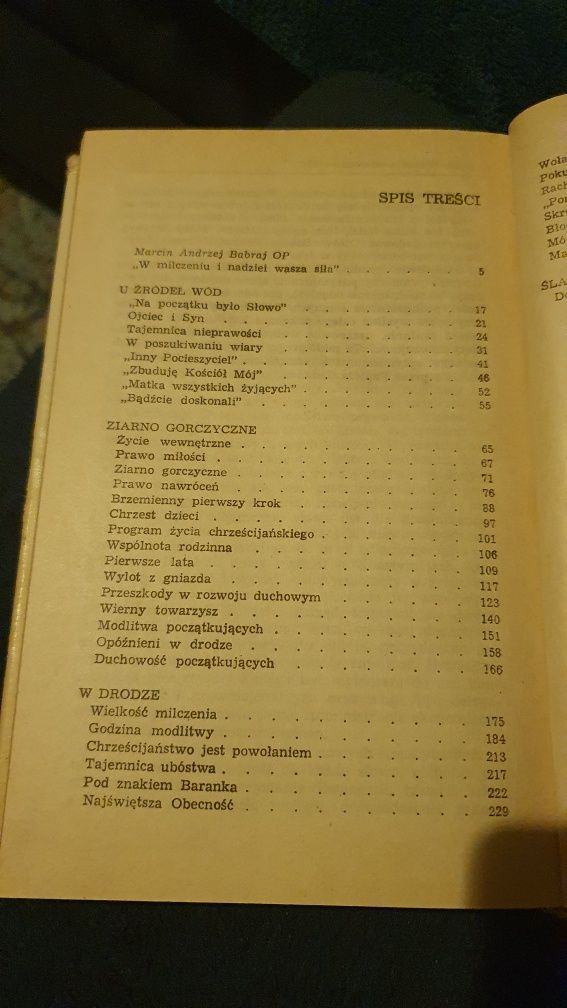 SPIS TREŚCI
Marcin Andrzej Babraj OP
„W milczeniu i nadziei wasza siła” . . . . . . 5
U ŹRÓDEŁ WÓD
„Na początku było Słowo” . . . . . . . . 17
Ojciec i Syn . . . . . . . . . . . 21
Tajemnica nieprawości . . . . . . . . . 24
W poszukiwaniu wiary . . . . . . . . . 31
„Inny Pocieszyciel” . . . . . . . . . . 41
„Zbuduję Kościół Mój” . . . . . . . . . 46
„Matka wszystkich żyjących” . . . . . . . . 52
„Bądźcie doskonali” . . . . . . . . . . 55
ZIARNO GORCZYCZNE
Życie wewnętrzne . . . . . . . . . . 65
Prawo miłości . . . . . . . . . . . 67
Ziarno gorczyczne . . . . . . . . . . 71
Prawo nawróceń . . . . . . . . . . 76
Brzemienny pierwszy krok . . . . . . . . 88
Chrzest dzieci . . . . . . . . . . . 97
Program życia chrześcijańskiego . . . . . . . 101
Wspólnota rodzinna . . . . . . . . . . 106
Pierwsze lata . . . . . . . . . . . 109
Wylot z gniazda . . . . . . . . . . 117
Przeszkody w rozwoju duchowym . . . . . . 123
Wierny towarzysz . . . . . . . . . . 140
Modlitwa początkujących . . . . . . . . . 151
Opóźnieni w drodze . . . . . . . . . . 158
Duchowość początkujących . . . . . . . . 166
W DRODZE
Wielkość milczenia . . . . . . . . . . 175
Godzina modlitwy . . . . . . . . . . 184
Chrześcijaństwo jest powołaniem . . . . . . . 213
Tajemnica ubóstwa . . . . . . . . . . 217
Pod znakiem Baranka . . . . . . . . . 222
Najświętsza Obecność . . . . . . . . . 229